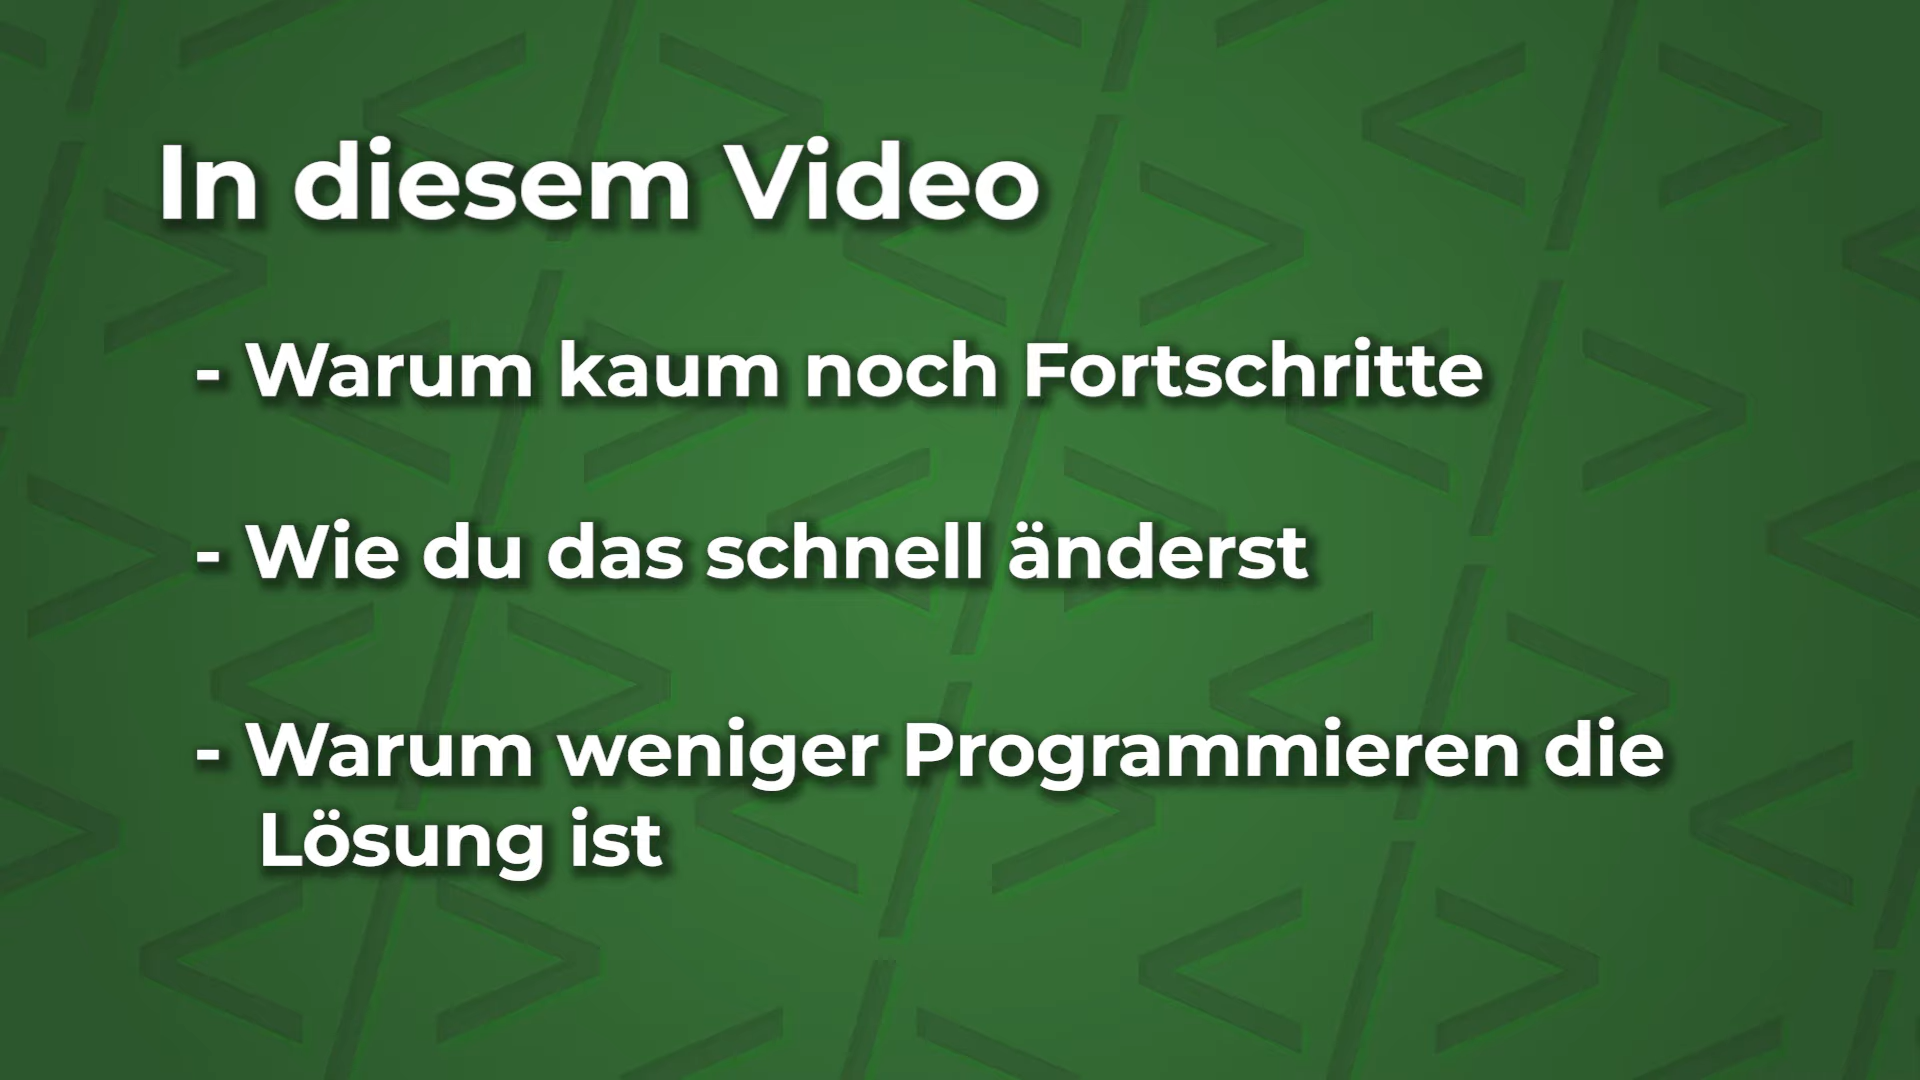 In diesem Video
- Warum kaum noch Fortschritte
- Wie du das schnell änderst
- Warum weniger Programmieren die
Lösung ist